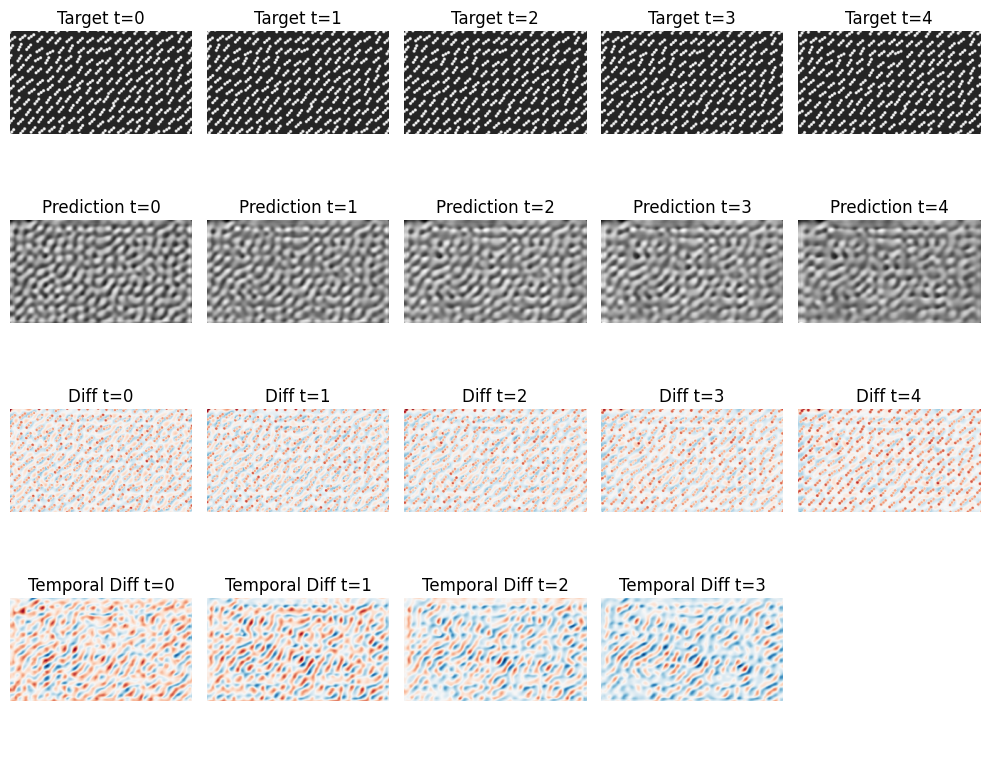 Target t=0 Target t=1 Target t=2 Target t=3 Target t=4
Prediction t=0 Prediction t=1 Prediction t=2 Prediction t=3 Prediction t=4
Diff t=0 Diff t=1 Diff t=2 Diff t=3 Diff t=4
Temporal Diff t=0 Temporal Diff t=1 Temporal Diff t=2 Temporal Diff t=3